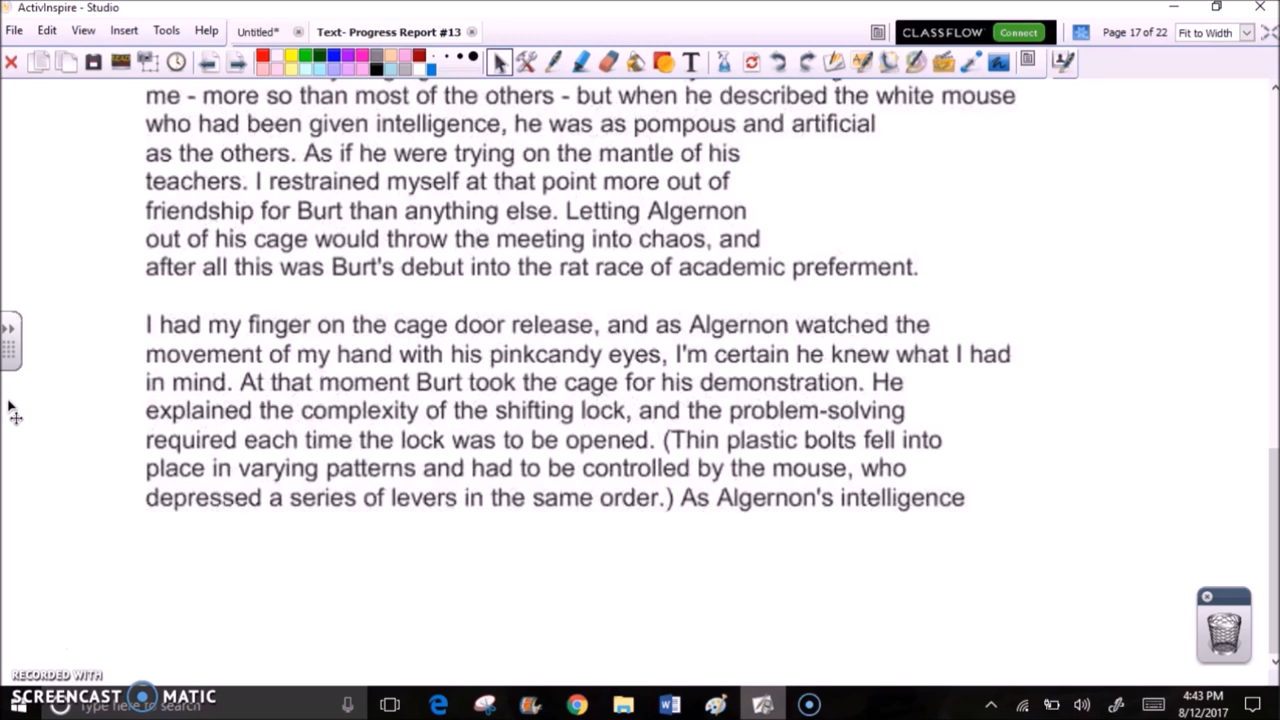 ActivInspire - Studio
File Edit View Insert Tools Help Untitled* Text- Progress Report #13 CLASSFLOW Connect Page 17 of 22 Fit to Width
me - more so than most of the others - but when he described the white mouse
who had been given intelligence, he was as pompous and artificial
as the others. As if he were trying on the mantle of his
teachers. I restrained myself at that point more out of
friendship for Burt than anything else. Letting Algernon
out of his cage would throw the meeting into chaos, and
after all this was Burt's debut into the rat race of academic preferment.
I had my finger on the cage door release, and as Algernon watched the
movement of my hand with his pinkcandy eyes, I'm certain he knew what I had
in mind. At that moment Burt took the cage for his demonstration. He
explained the complexity of the shifting lock, and the problem-solving
required each time the lock was to be opened. (Thin plastic bolts fell into
place in varying patterns and had to be controlled by the mouse, who
depressed a series of levers in the same order.) As Algernon's intelligence
RECORDED WITH
SCREENCAST MATIC
Type here to search
4:43 PM
8/12/2017